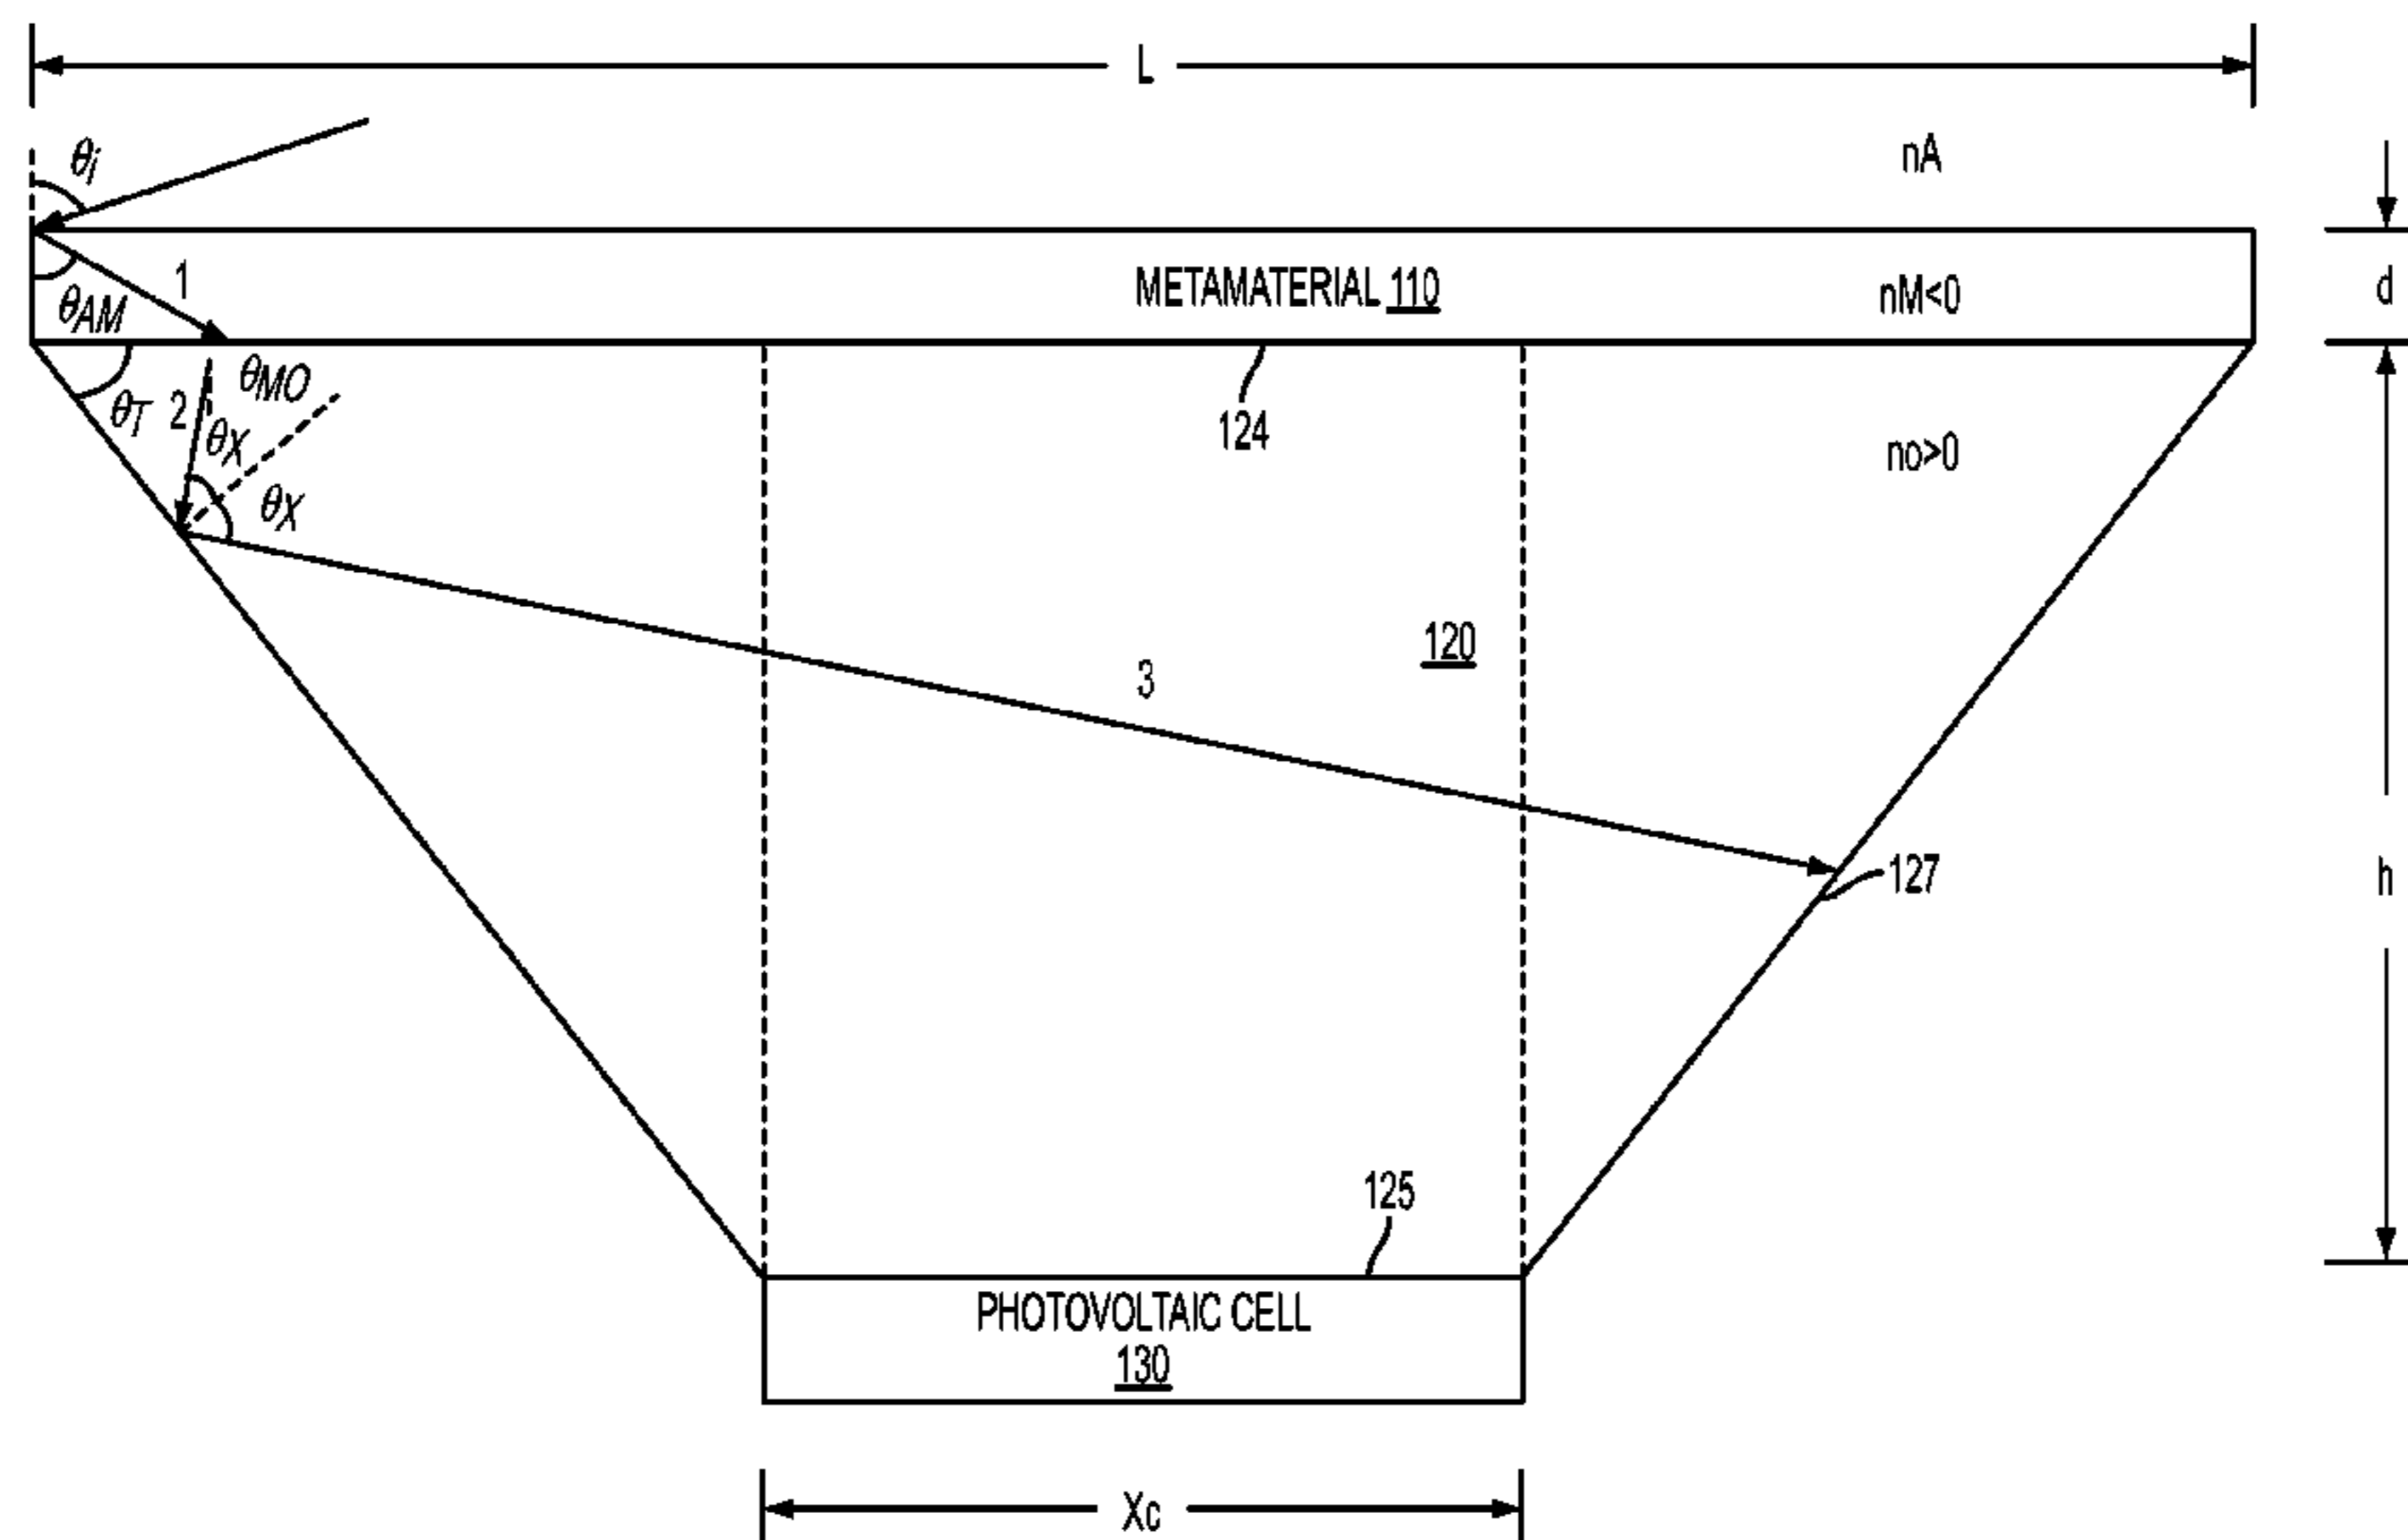 L
θi
nA
1
METAMATERIAL 110
nM<0
d
θAM
θMO
θT
2
θX
124
no>0
θX
120
3
127
h
125
PHOTOVOLTAIC CELL
130
Xc